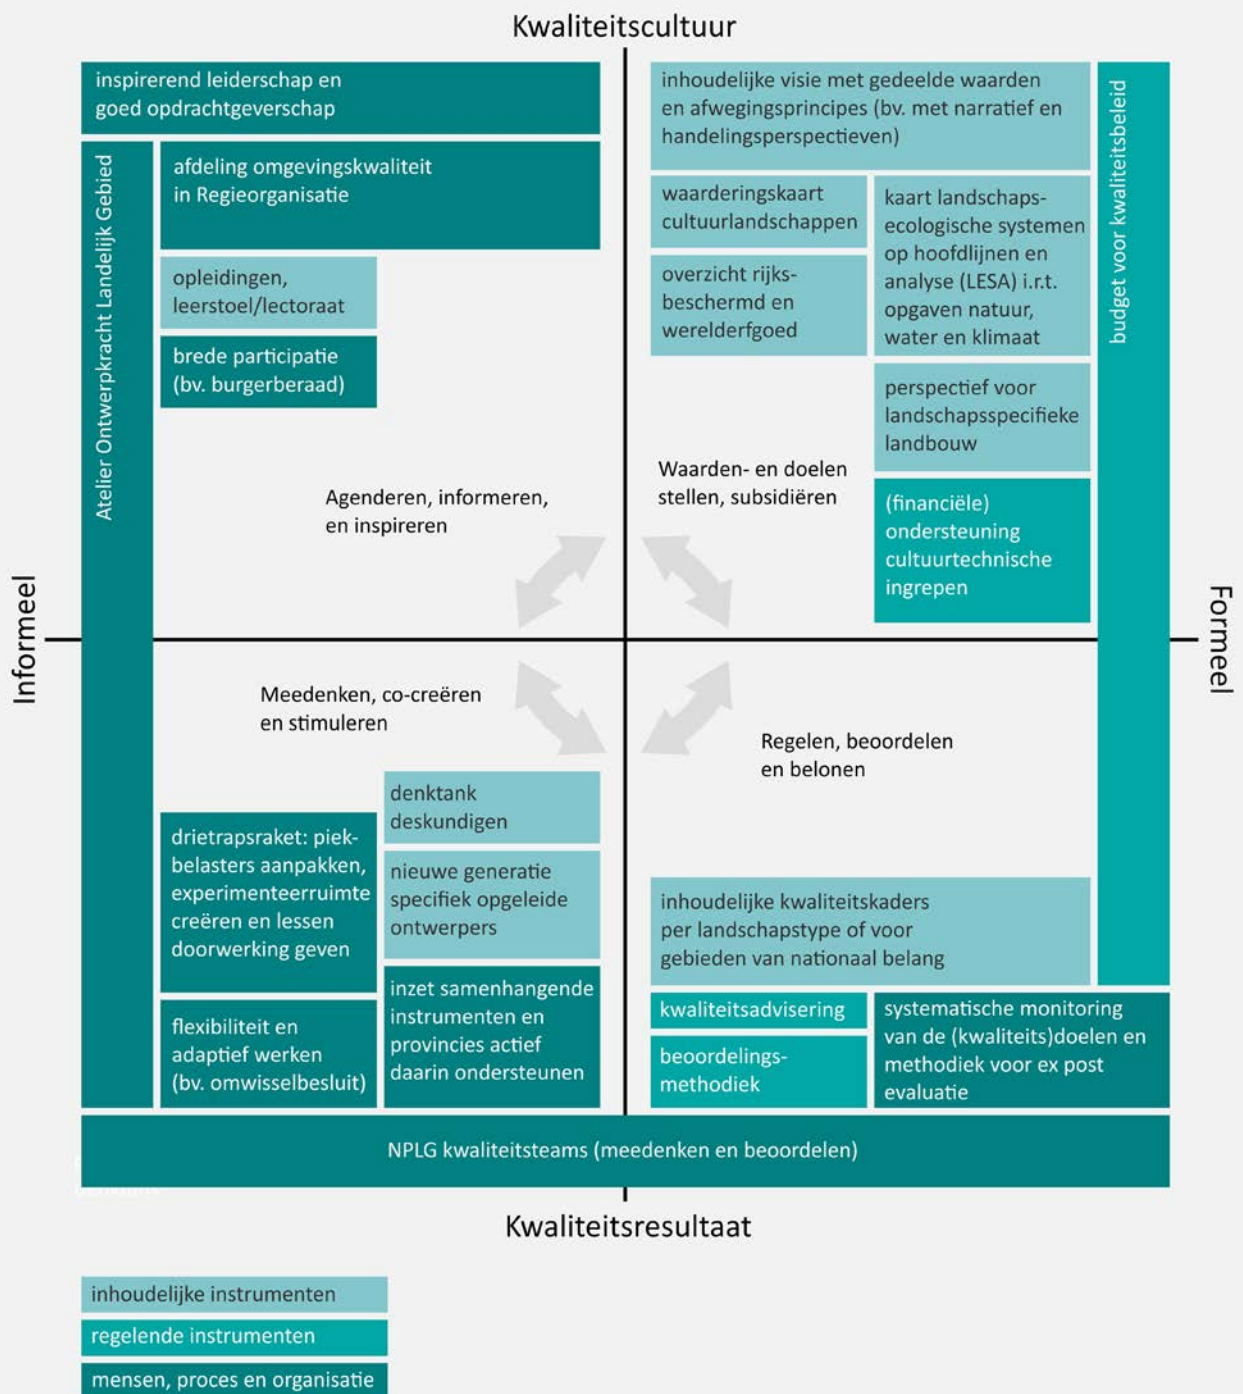 Kwaliteitscultuur
inspirerend leiderschap en
goed opdrachtgeverschap
Atelier Ontwerpkracht Landelijk Gebied
afdeling omgevingskwaliteit
in Regieorganisatie
opleidingen,
leerstoel/lectoraat
brede participatie
(bv. burgerberaad)
Agenderen, informeren,
en inspireren
inhoudelijke visie met gedeelde waarden
en afwegingsprincipes (bv. met narratief en
handelingsperspectieven)
waarderingskaart
cultuurlandschappen
overzicht rijks-
beschermd en
werelderfgoed
kaart landschaps-
ecologische systemen
op hoofdlijnen en
analyse (LESA) i.r.t.
opgaven natuur,
water en klimaat
perspectief voor
landschapsspecifieke
landbouw
(financiële)
ondersteuning
cultuurtechnische
ingrepen
budget voor kwaliteitsbeleid
Waarden- en doelen
stellen, subsidiëren
Informeel
Formeel
Meedenken, co-creëren
en stimuleren
denktank
deskundigen
drietrapsraket: piek-
belasters aanpakken,
experimenteerruimte
creëren en lessen
doorwerking geven
nieuwe generatie
specifiek opgeleide
ontwerpers
flexibiliteit en
adaptief werken
(bv. omwisselbesluit)
inzet samenhangende
instrumenten en
provincies actief
daarin ondersteunen
Regelen, beoordelen
en belonen
inhoudelijke kwaliteitskaders
per landschapstype of voor
gebieden van nationaal belang
kwaliteitsadvisering
beoordelings-
methodiek
systematische monitoring
van de (kwaliteits)doelen en
methodiek voor ex post
evaluatie
NPLG kwaliteitsteams (meedenken en beoordelen)
Kwaliteitsresultaat
inhoudelijke instrumenten
regelende instrumenten
mensen, proces en organisatie